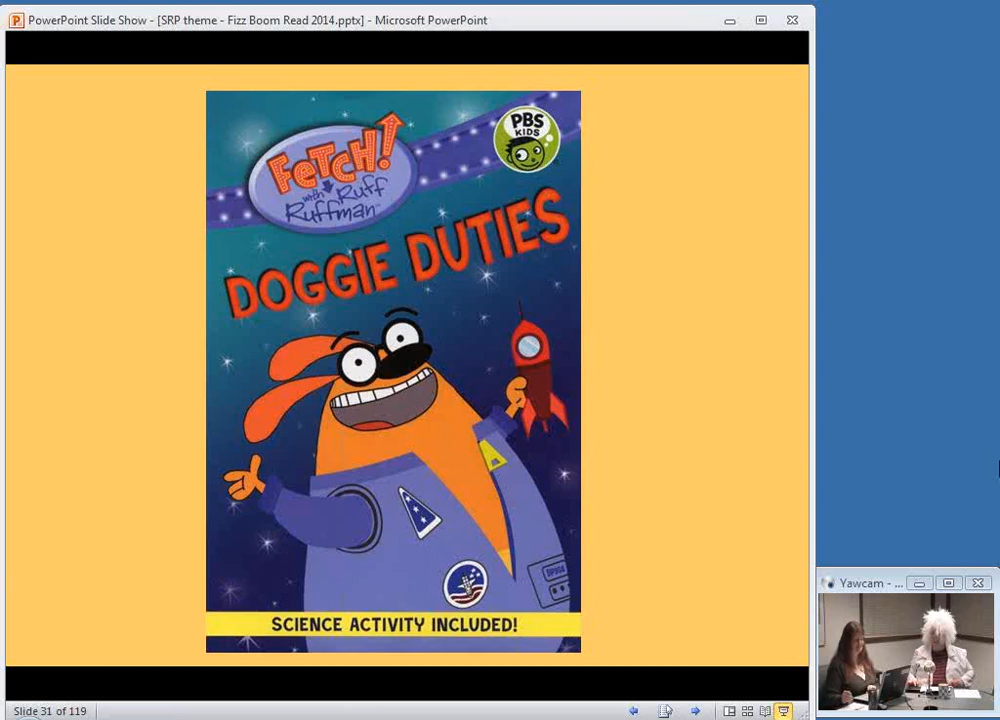 PowerPoint Slide Show - [SRP theme - Fizz Boom Read 2014.pptx] - Microsoft PowerPoint
PBS
KIDS
FeTCH!
with Ruff
Ruffman™
DOGGIE DUTIES
SCIENCE ACTIVITY INCLUDED!
Yawcam - ...
Slide 31 of 119